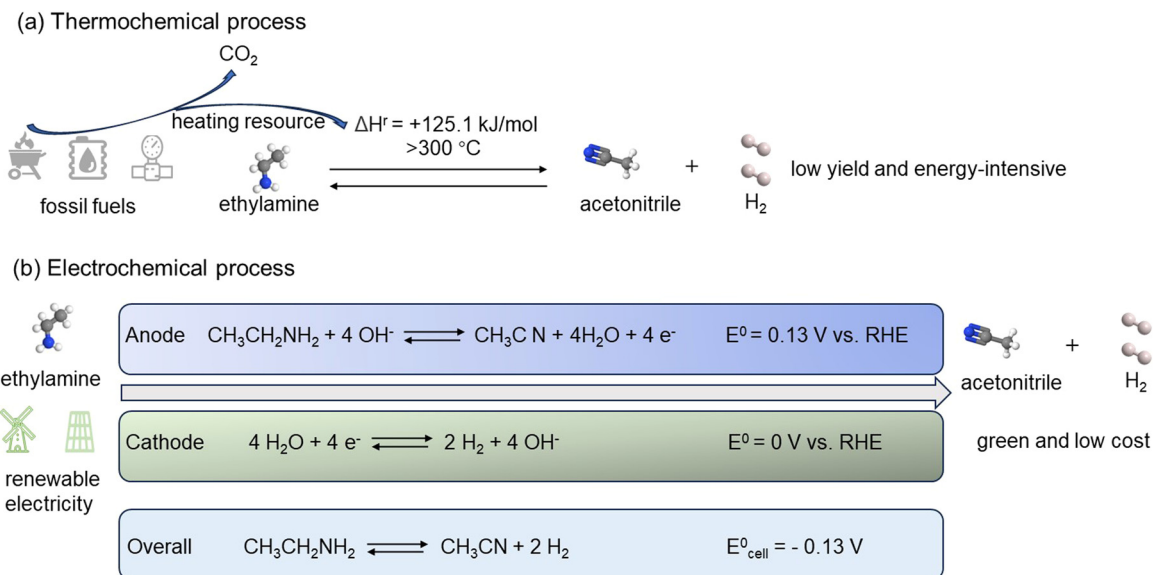 (a) Thermochemical process
CO₂
heating resource
ΔHʳ = +125.1 kJ/mol
>300 °C
fossil fuels
ethylamine
acetonitrile
+
H₂
low yield and energy-intensive
(b) Electrochemical process
ethylamine
renewable
electricity
Anode CH₃CH₂NH₂ + 4 OH⁻ ⇌ CH₃C N + 4H₂O + 4 e⁻ E⁰ = 0.13 V vs. RHE
Cathode 4 H₂O + 4 e⁻ ⇌ 2 H₂ + 4 OH⁻ E⁰ = 0 V vs. RHE
Overall CH₃CH₂NH₂ ⇌ CH₃CN + 2 H₂ E⁰cell = - 0.13 V
acetonitrile
+
H₂
green and low cost